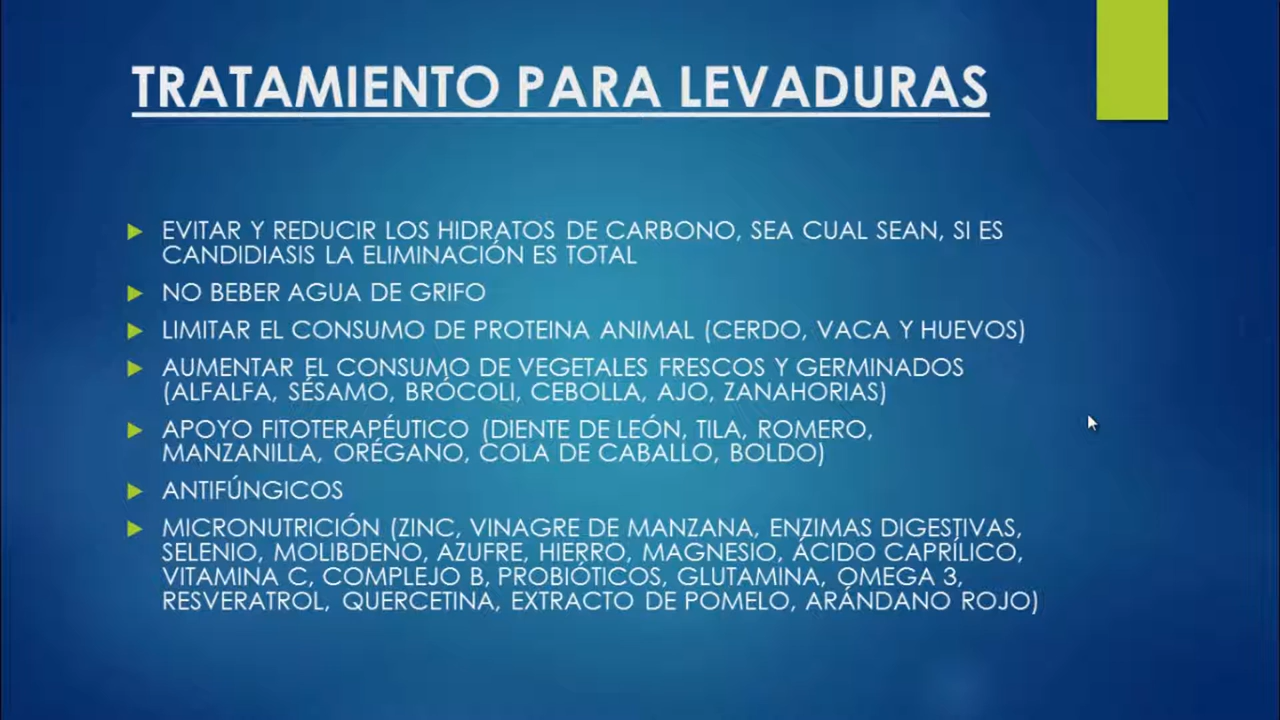 TRATAMIENTO PARA LEVADURAS
EVITAR Y REDUCIR LOS HIDRATOS DE CARBONO, SEA CUAL SEAN, SI ES
CANDIDIASIS LA ELIMINACIÓN ES TOTAL
NO BEBER AGUA DE GRIFO
LIMITAR EL CONSUMO DE PROTEINA ANIMAL (CERDO, VACA Y HUEVOS)
AUMENTAR EL CONSUMO DE VEGETALES FRESCOS Y GERMINADOS
(ALFALFA, SÉSAMO, BRÓCOLI, CEBOLLA, AJO, ZANAHORIAS)
APOYO FITOTERAPÉUTICO (DIENTE DE LEÓN, TILA, ROMERO,
MANZANILLA, ORÉGANO, COLA DE CABALLO, BOLDO)
ANTIFÚNGICOS
MICRONUTRICIÓN (ZINC, VINAGRE DE MANZANA, ENZIMAS DIGESTIVAS,
SELENIO, MOLIBDENO, AZUFRE, HIERRO, MAGNESIO, ÁCIDO CAPRÍLICO,
VITAMINA C, COMPLEJO B, PROBIÓTICOS, GLUTAMINA, OMEGA 3,
RESVERATROL, QUERCETINA, EXTRACTO DE POMELO, ARÁNDANO ROJO)